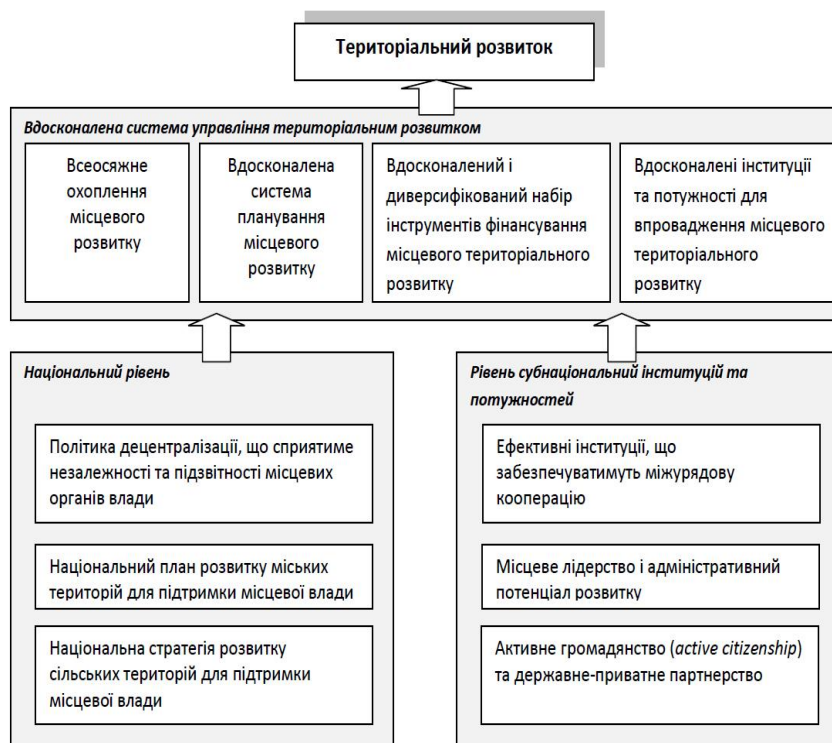 Територіальний розвиток
Вдосконалена система управління територіальним розвитком
Всеосяжне
охоплення
місцевого
розвитку
Вдосконалена
система
планування
місцевого
розвитку
Вдосконалений і
диверсифікований набір
інструментів фінансування
місцевого територіального
розвитку
Вдосконалені інституції
та потужності для
впровадження місцевого
територіального
розвитку
Національний рівень
Політика децентралізації, що сприятиме
незалежності та підзвітності місцевих
органів влади
Національний план розвитку міських
територій для підтримки місцевої влади
Національна стратегія розвитку
сільських територій для підтримки
місцевої влади
Рівень субнаціональний інституцій та
потужностей
Ефективні інституції, що
забезпечуватимуть міжурядову
кооперацію
Місцеве лідерство і адміністративний
потенціал розвитку
Активне громадянство (active citizenship)
та державне-приватне партнерство